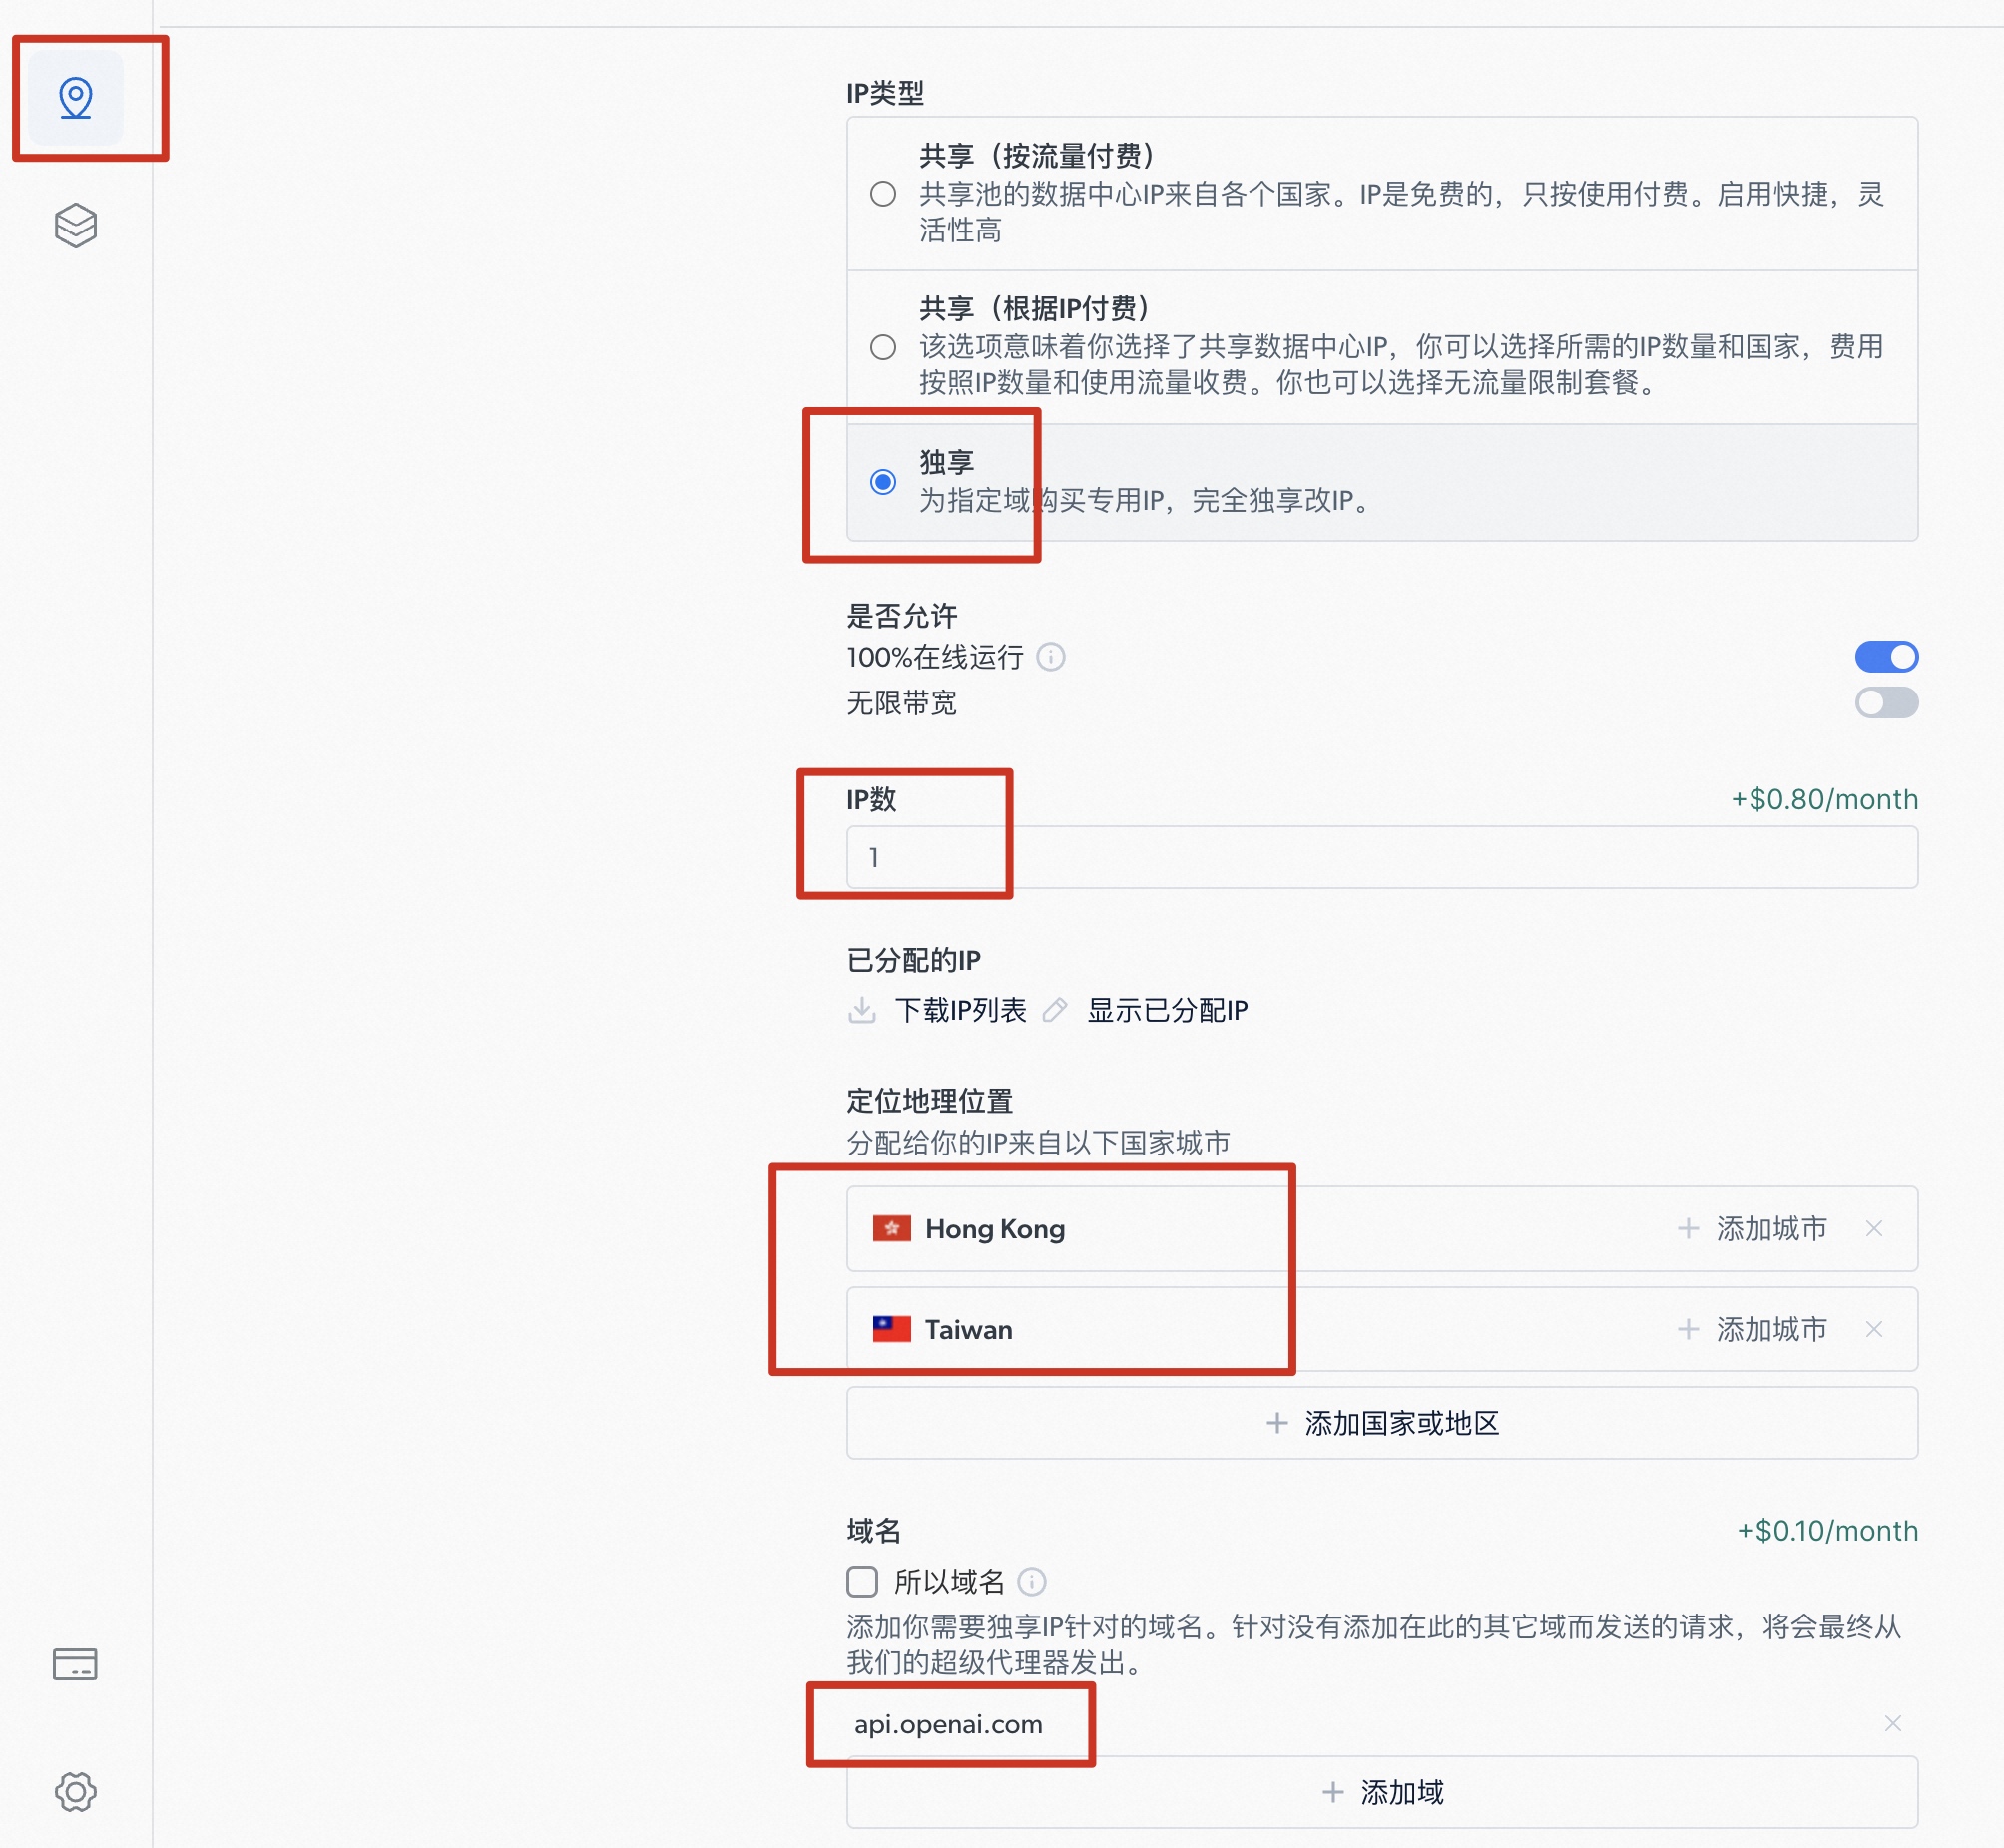 IP类型
共享（按流量付费）
共享池的数据中心IP来自各个国家。IP是免费的，只按使用付费。启用快捷，灵
活性高
共享（根据IP付费）
该选项意味着你选择了共享数据中心IP，你可以选择所需的IP数量和国家，费用
按照IP数量和使用流量收费。你也可以选择无流量限制套餐。
独享
为指定域购买专用IP，完全独享改IP。
是否允许
100%在线运行
无限带宽
IP数 +$0.80/month
1
已分配的IP
下载IP列表 显示已分配IP
定位地理位置
分配给你的IP来自以下国家城市
Hong Kong + 添加城市 ×
Taiwan + 添加城市 ×
+ 添加国家或地区
域名 +$0.10/month
所以域名
添加你需要独享IP针对的域名。针对没有添加在此的其它域而发送的请求，将会最终从
我们的超级代理器发出。
api.openai.com ×
+ 添加域